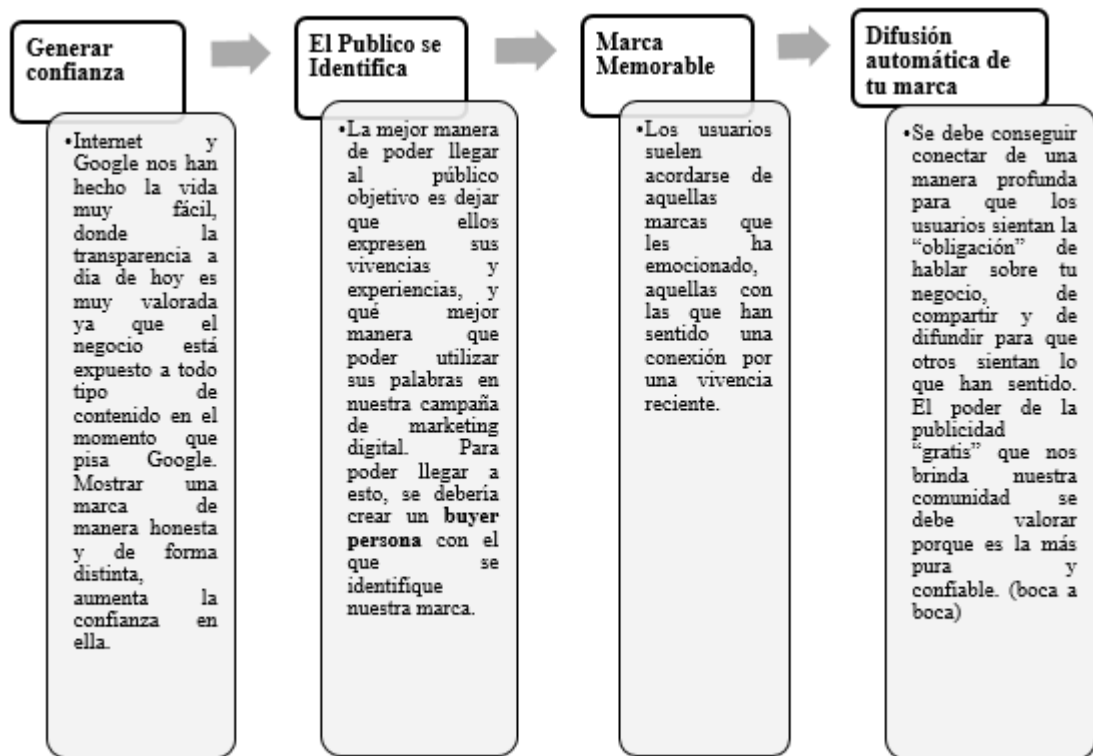 Generar
confianza
•Internet y
Google nos han
hecho la vida
muy fácil,
donde la
transparencia a
día de hoy es
muy valorada
ya que el
negocio está
expuesto a todo
tipo de
contenido en el
momento que
pisa Google.
Mostrar una
marca de
manera honesta
y de forma
distinta,
aumenta la
confianza en
ella.
El Publico se
Identifica
•La mejor manera
de poder llegar
al público
objetivo es dejar
que ellos
expresen sus
vivencias y
experiencias, y
qué mejor
manera que
poder utilizar
sus palabras en
nuestra campaña
de marketing
digital. Para
poder llegar a
esto, se debería
crear un buyer
persona con el
que se
identifique
nuestra marca.
Marca
Memorable
•Los usuarios
suelen
acordarse de
aquellas
marcas que
les ha
emocionado,
aquellas con
las que han
sentido una
conexión por
una vivencia
reciente.
Difusión
automática de
tu marca
•Se debe conseguir
conectar de una
manera profunda
para que los
usuarios sientan la
“obligación” de
hablar sobre tu
negocio, de
compartir y de
difundir para que
otros sientan lo
que han sentido.
El poder de la
publicidad
“gratis” que nos
brinda nuestra
comunidad se
debe valorar
porque es la más
pura y
confiable. (boca a
boca)